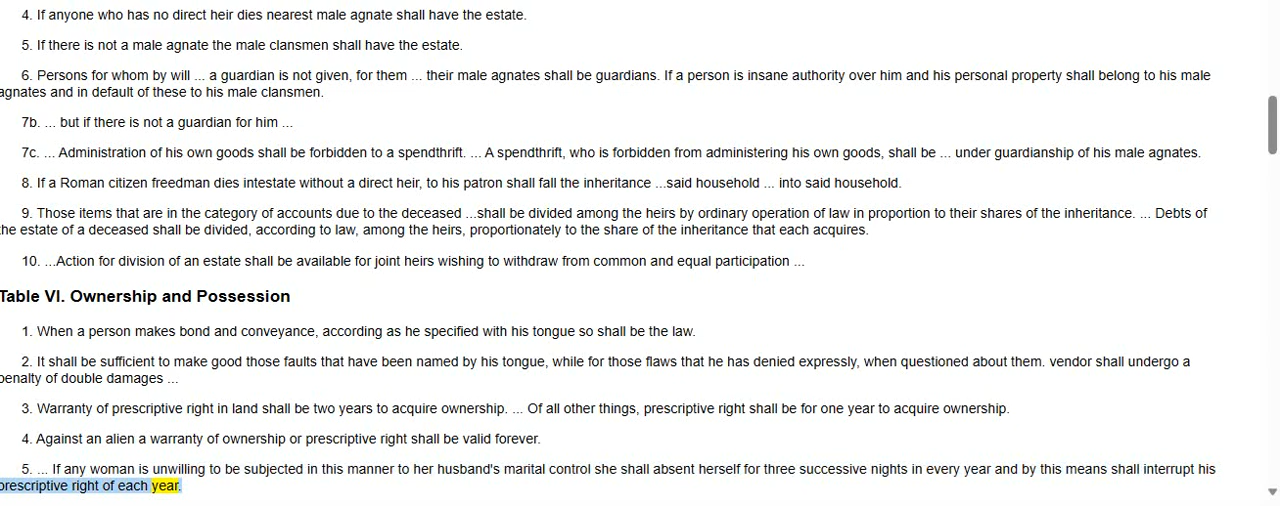 4. If anyone who has no direct heir dies nearest male agnate shall have the estate.
5. If there is not a male agnate the male clansmen shall have the estate.
6. Persons for whom by will ... a guardian is not given, for them ... their male agnates shall be guardians. If a person is insane authority over him and his personal property shall belong to his male
agnates and in default of these to his male clansmen.
7b. ... but if there is not a guardian for him ...
7c. ... Administration of his own goods shall be forbidden to a spendthrift. ... A spendthrift, who is forbidden from administering his own goods, shall be ... under guardianship of his male agnates.
8. If a Roman citizen freedman dies intestate without a direct heir, to his patron shall fall the inheritance ...said household ... into said household.
9. Those items that are in the category of accounts due to the deceased ...shall be divided among the heirs by ordinary operation of law in proportion to their shares of the inheritance. ... Debts of
the estate of a deceased shall be divided, according to law, among the heirs, proportionately to the share of the inheritance that each acquires.
10. ...Action for division of an estate shall be available for joint heirs wishing to withdraw from common and equal participation ...
Table VI. Ownership and Possession
1. When a person makes bond and conveyance, according as he specified with his tongue so shall be the law.
2. It shall be sufficient to make good those faults that have been named by his tongue, while for those flaws that he has denied expressly, when questioned about them. vendor shall undergo a
penalty of double damages ...
3. Warranty of prescriptive right in land shall be two years to acquire ownership. ... Of all other things, prescriptive right shall be for one year to acquire ownership.
4. Against an alien a warranty of ownership or prescriptive right shall be valid forever.
5. ... If any woman is unwilling to be subjected in this manner to her husband's marital control she shall absent herself for three successive nights in every year and by this means shall interrupt his
prescriptive right of each year.